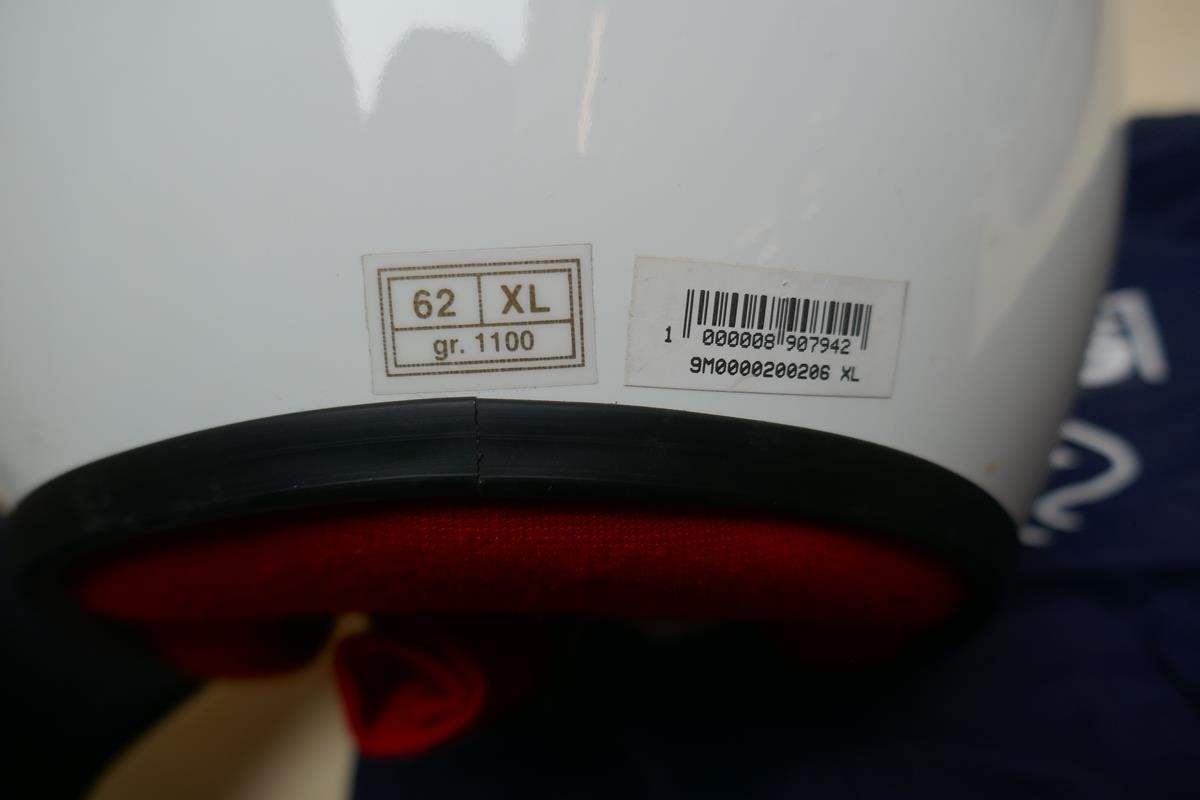 62 XL
gr. 1100
1 000008 907942
9M0000200206 XL